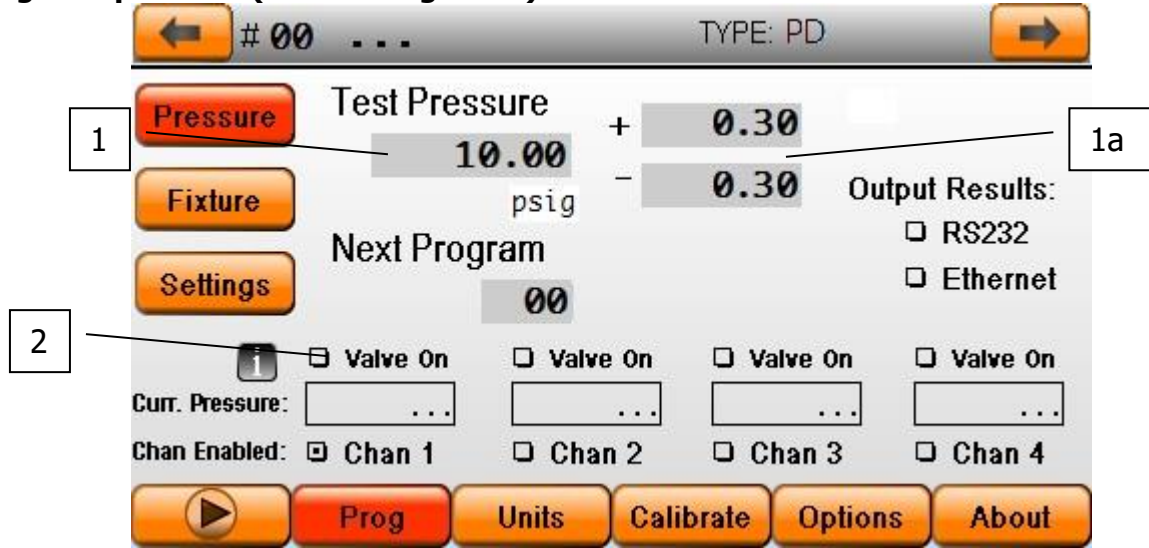 # 00 ... TYPE: PD
Pressure
Test Pressure
+ 0.30
1
10.00
1a
- 0.30
Fixture
psig
Output Results:
RS232
Next Program
Ethernet
Settings
00
2
i
Valve On Valve On Valve On Valve On
Curr. Pressure: ... ... ... ...
Chan Enabled: Chan 1 Chan 2 Chan 3 Chan 4
Prog Units Calibrate Options About